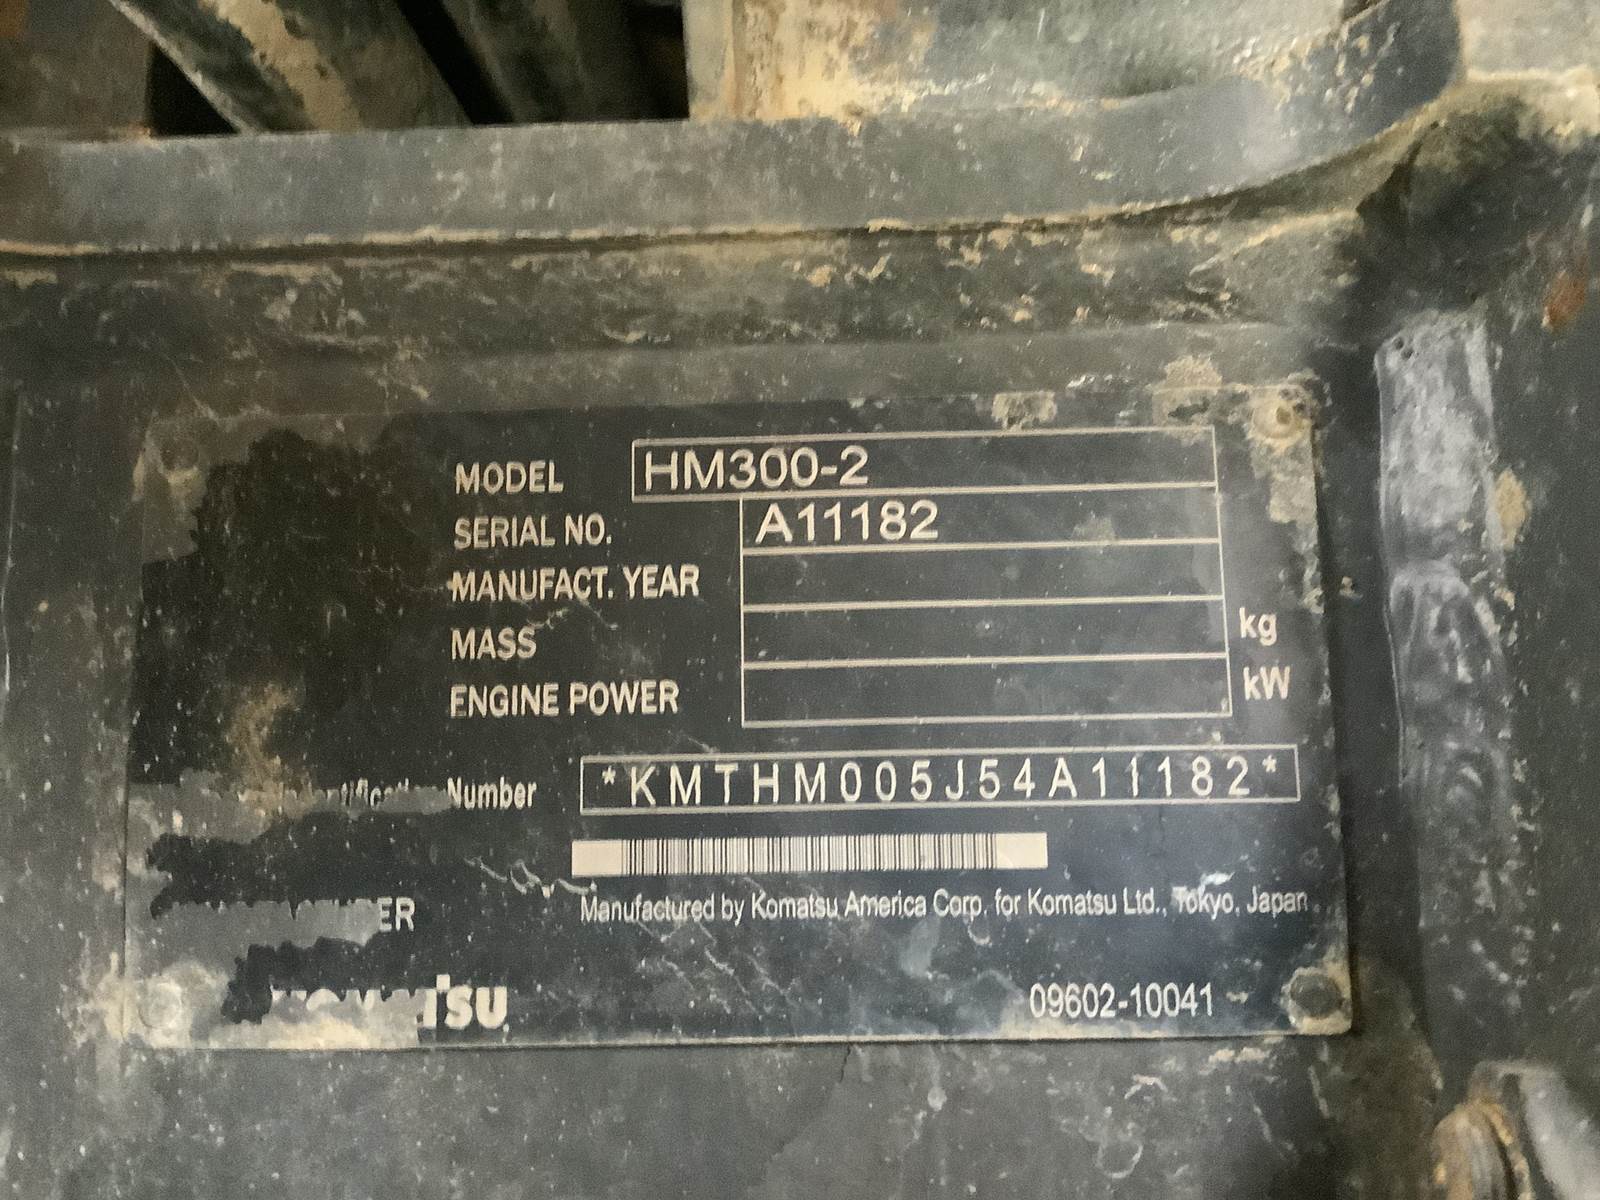 MODEL HM300-2
SERIAL NO. A11182
MANUFACT. YEAR
MASS kg
ENGINE POWER kW
Number *KMTHM005J54A11182*
Manufactured by Komatsu America Corp. for Komatsu Ltd., Tokyo, Japan
KOMATSU
09602-10041